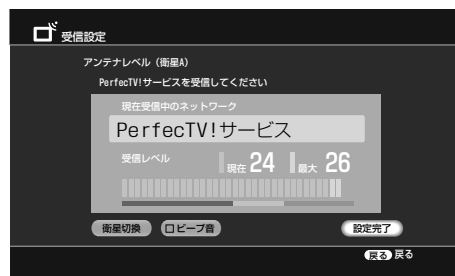 受信設定
アンテナレベル（衛星A）
PerfecTV!サービスを受信してください
現在受信中のネットワーク
PerfecTV!サービス
受信レベル 現在 24 最大 26
衛星切換 ロビープ音 設定完了
戻る 戻る